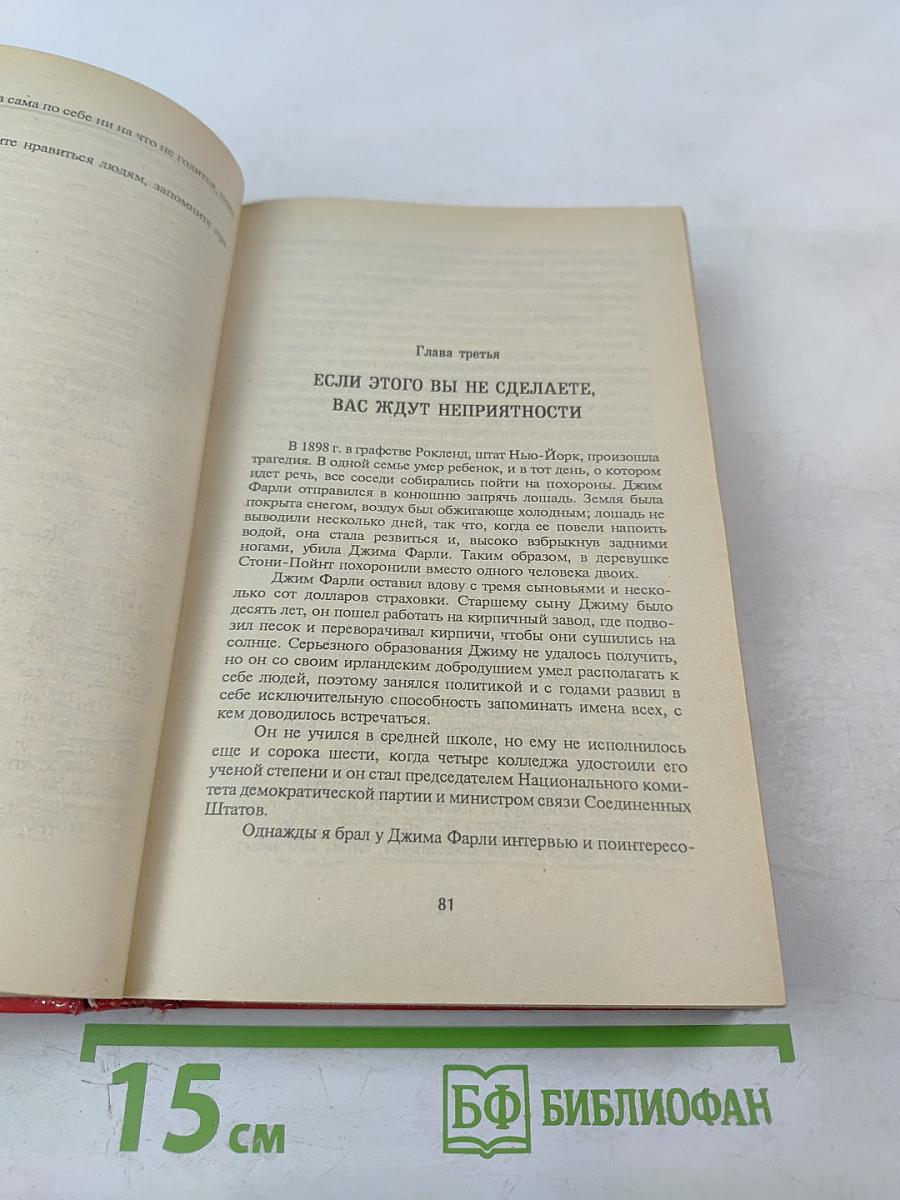 а сама по себе ни на что не годится, пока
ите нравиться людям, запомните пра-
Глава третья
ЕСЛИ ЭТОГО ВЫ НЕ СДЕЛАЕТЕ,
ВАС ЖДУТ НЕПРИЯТНОСТИ
В 1898 г. в графстве Рокленд, штат Нью-Йорк, произошла
трагедия. В одной семье умер ребенок, и в тот день, о котором
идет речь, все соседи собирались пойти на похороны. Джим
Фарли отправился в конюшню запрячь лошадь. Земля была
покрыта снегом, воздух был обжигающе холодным; лошадь не
выводили несколько дней, так что, когда ее повели напоить
водой, она стала резвиться и, высоко взбрыкнув задними
ногами, убила Джима Фарли. Таким образом, в деревушке
Стони-Пойнт похоронили вместо одного человека двоих.
Джим Фарли оставил вдову с тремя сыновьями и неско-
лько сот долларов страховки. Старшему сыну Джиму было
десять лет, он пошел работать на кирпичный завод, где подво-
зил песок и переворачивал кирпичи, чтобы они сушились на
солнце. Серьезного образования Джиму не удалось получить,
но он со своим ирландским добродушием умел располагать к
себе людей, поэтому занялся политикой и с годами развил в
себе исключительную способность запоминать имена всех, с
кем доводилось встречаться.
Он не учился в средней школе, но ему не исполнилось
еще и сорока шести, когда четыре колледжа удостоили его
ученой степени и он стал председателем Национального коми-
тета демократической партии и министром связи Соединенных
Штатов.
Однажды я брал у Джима Фарли интервью и поинтересо-
81
15 см
БФ БИБЛИОФАН